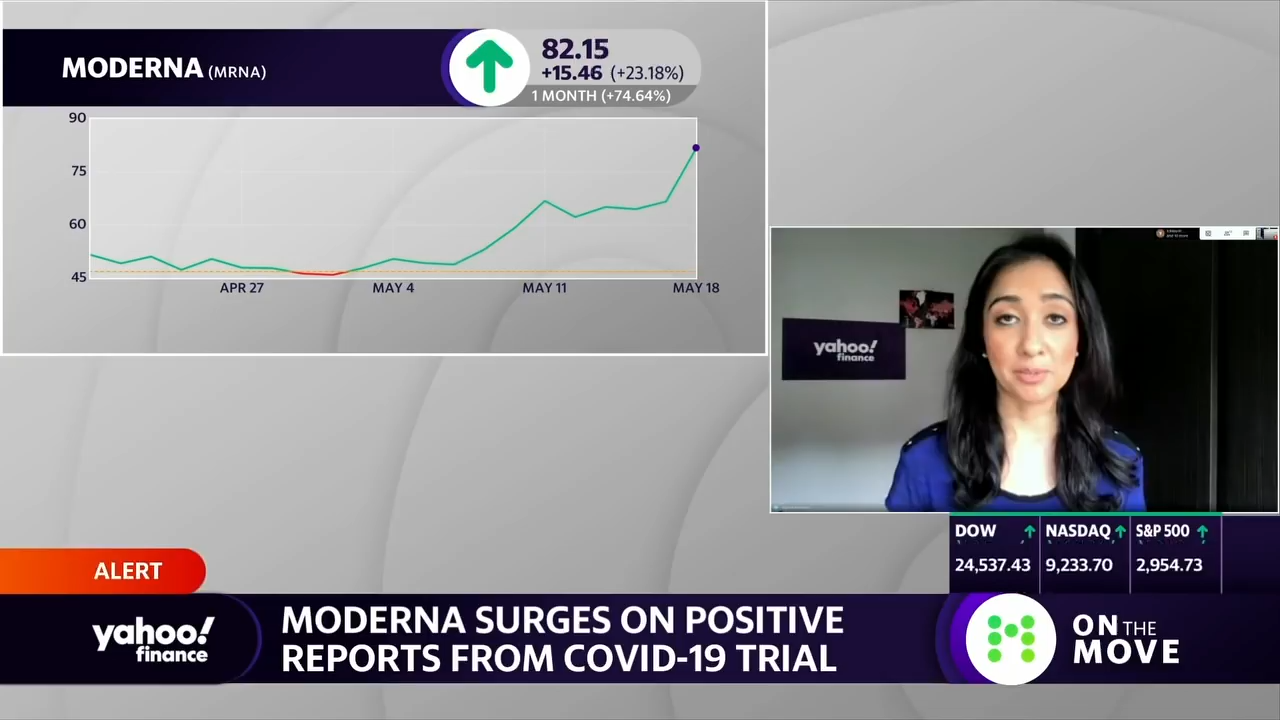 MODERNA (MRNA)
82.15
+15.46 (+23.18%)
1 MONTH (+74.64%)
90
75
60
45
APR 27
MAY 4
MAY 11
MAY 18
yahoo!
finance
DOW
24,537.43
NASDAQ
9,233.70
S&P 500
2,954.73
ALERT
yahoo!
finance
MODERNA SURGES ON POSITIVE
REPORTS FROM COVID-19 TRIAL
ON THE
MOVE